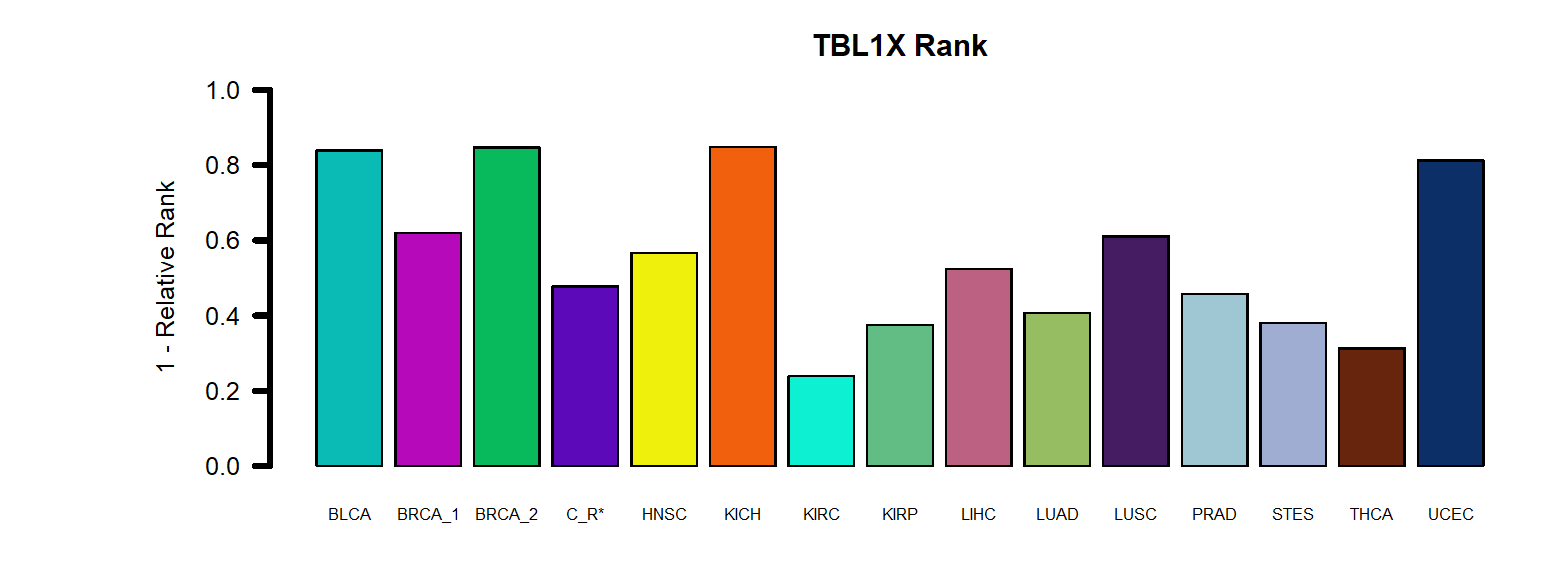 TBL1X Rank
1.0
0.8
0.6
0.4
0.2
0.0
1 - Relative Rank
BLCA BRCA_1 BRCA_2 C_R* HNSC KICH KIRC KIRP LIHC LUAD LUSC PRAD STES THCA UCEC